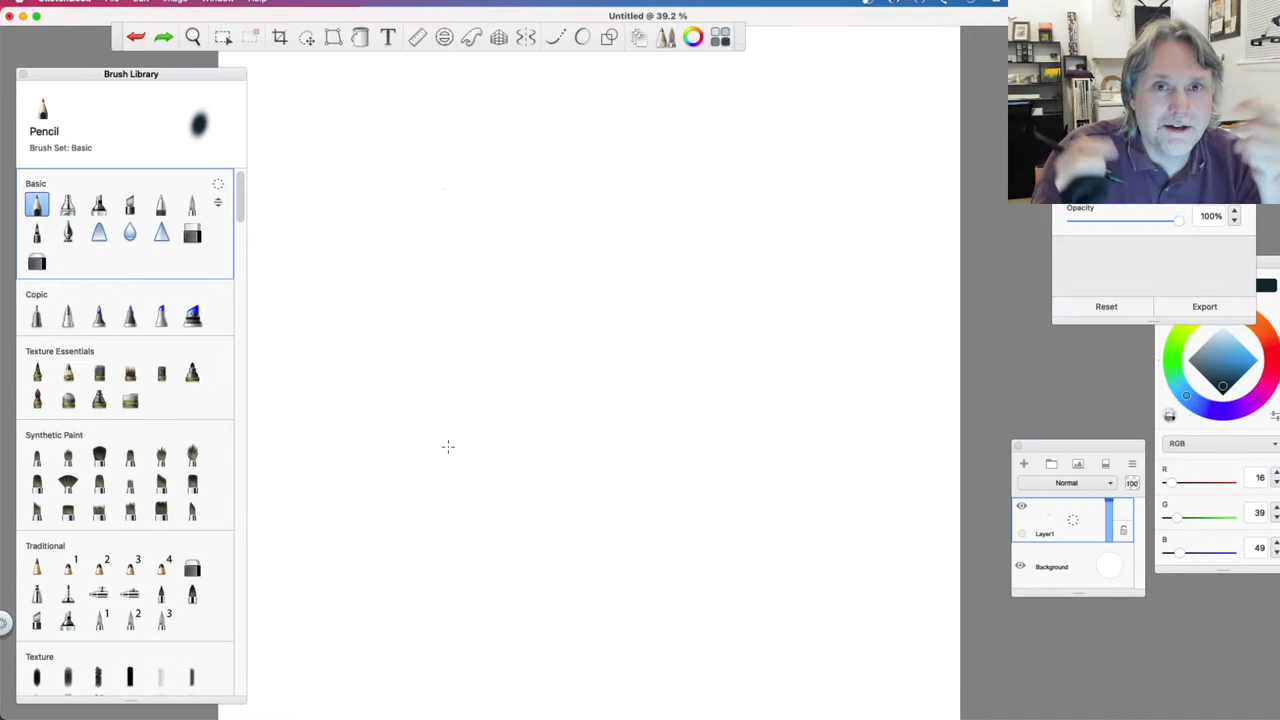 Untitled @ 39.2 %
T
Brush Library
Pencil
Brush Set: Basic
Basic
Copic
Texture Essentials
Synthetic Paint
Traditional
1 2 3 4
1 2 3
Texture
Opacity
100%
Reset Export
Normal
100
Layer1
Background
RGB
R 16
G 39
B 49